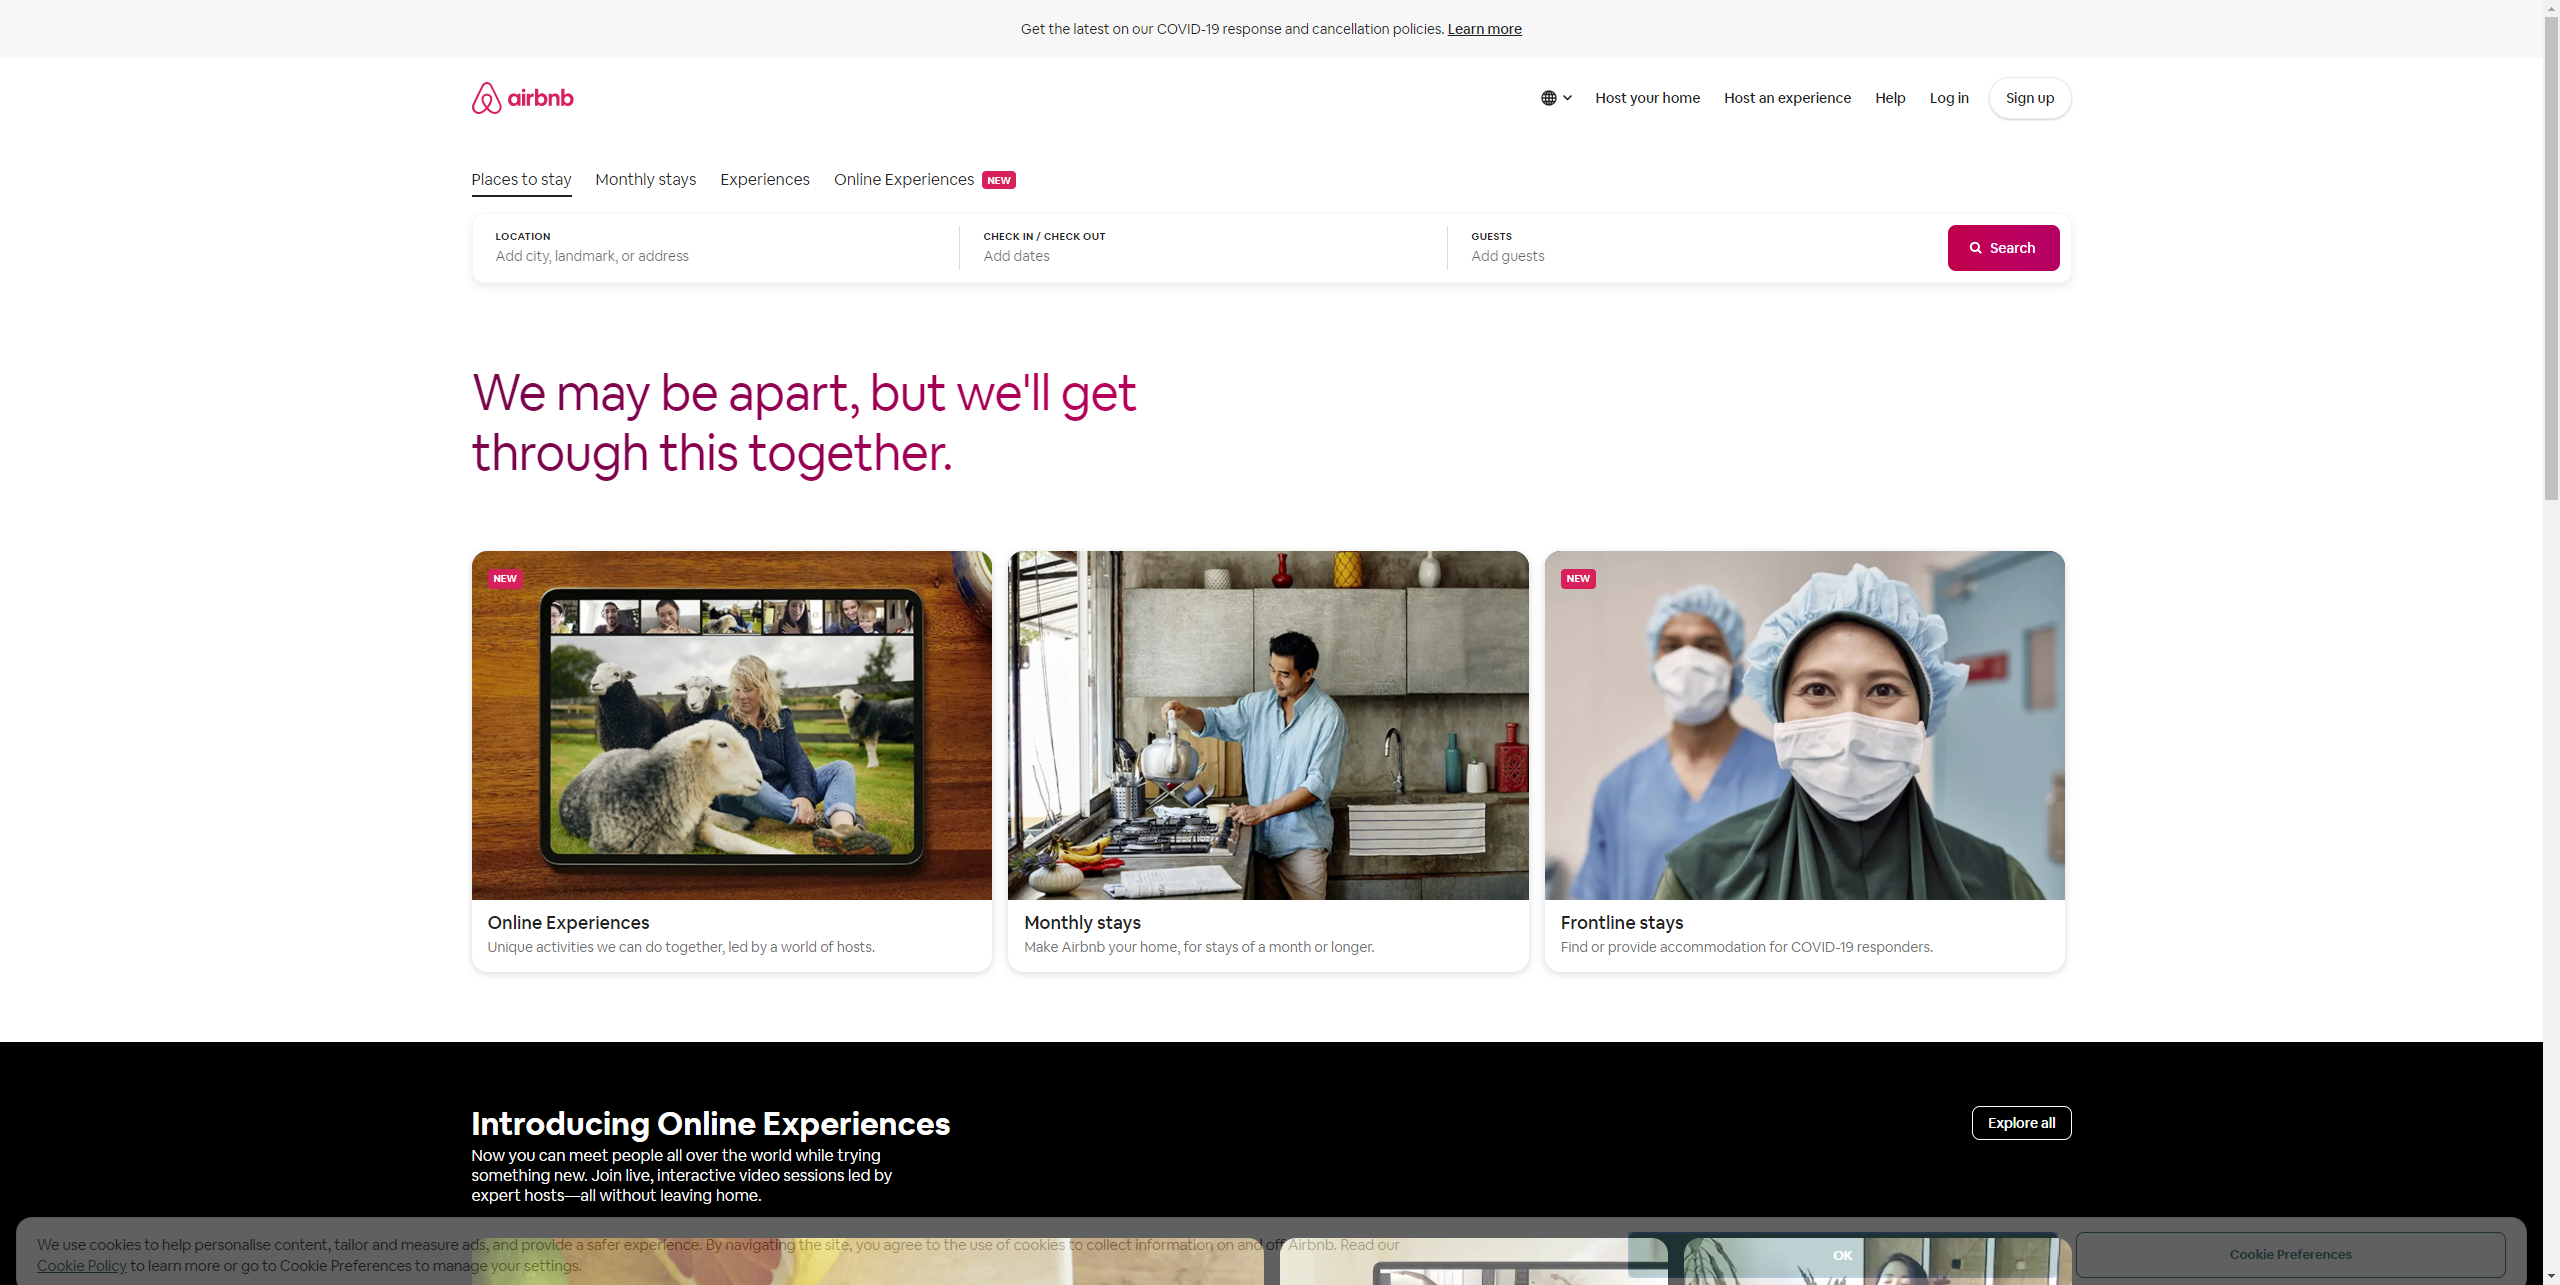 Get the latest on our COVID-19 response and cancellation policies. Learn more
airbnb
Host your home
Host an experience
Help
Log in
Sign up
Places to stay
Monthly stays
Experiences
Online Experiences NEW
LOCATION
Add city, landmark, or address
CHECK IN / CHECK OUT
Add dates
GUESTS
Add guests
Search
We may be apart, but we'll get
through this together.
NEW
Online Experiences
Unique activities we can do together, led by a world of hosts.
Monthly stays
Make Airbnb your home, for stays of a month or longer.
NEW
Frontline stays
Find or provide accommodation for COVID-19 responders.
Introducing Online Experiences
Now you can meet people all over the world while trying
something new. Join live, interactive video sessions led by
expert hosts—all without leaving home.
Explore all
We use cookies to help personalise content, tailor and measure ads, and provide a safer experience. By navigating the site, you agree to the use of cookies to collect information on and off Airbnb. Read our
Cookie Policy to learn more or go to Cookie Preferences to manage your settings.
OK
Cookie Preferences